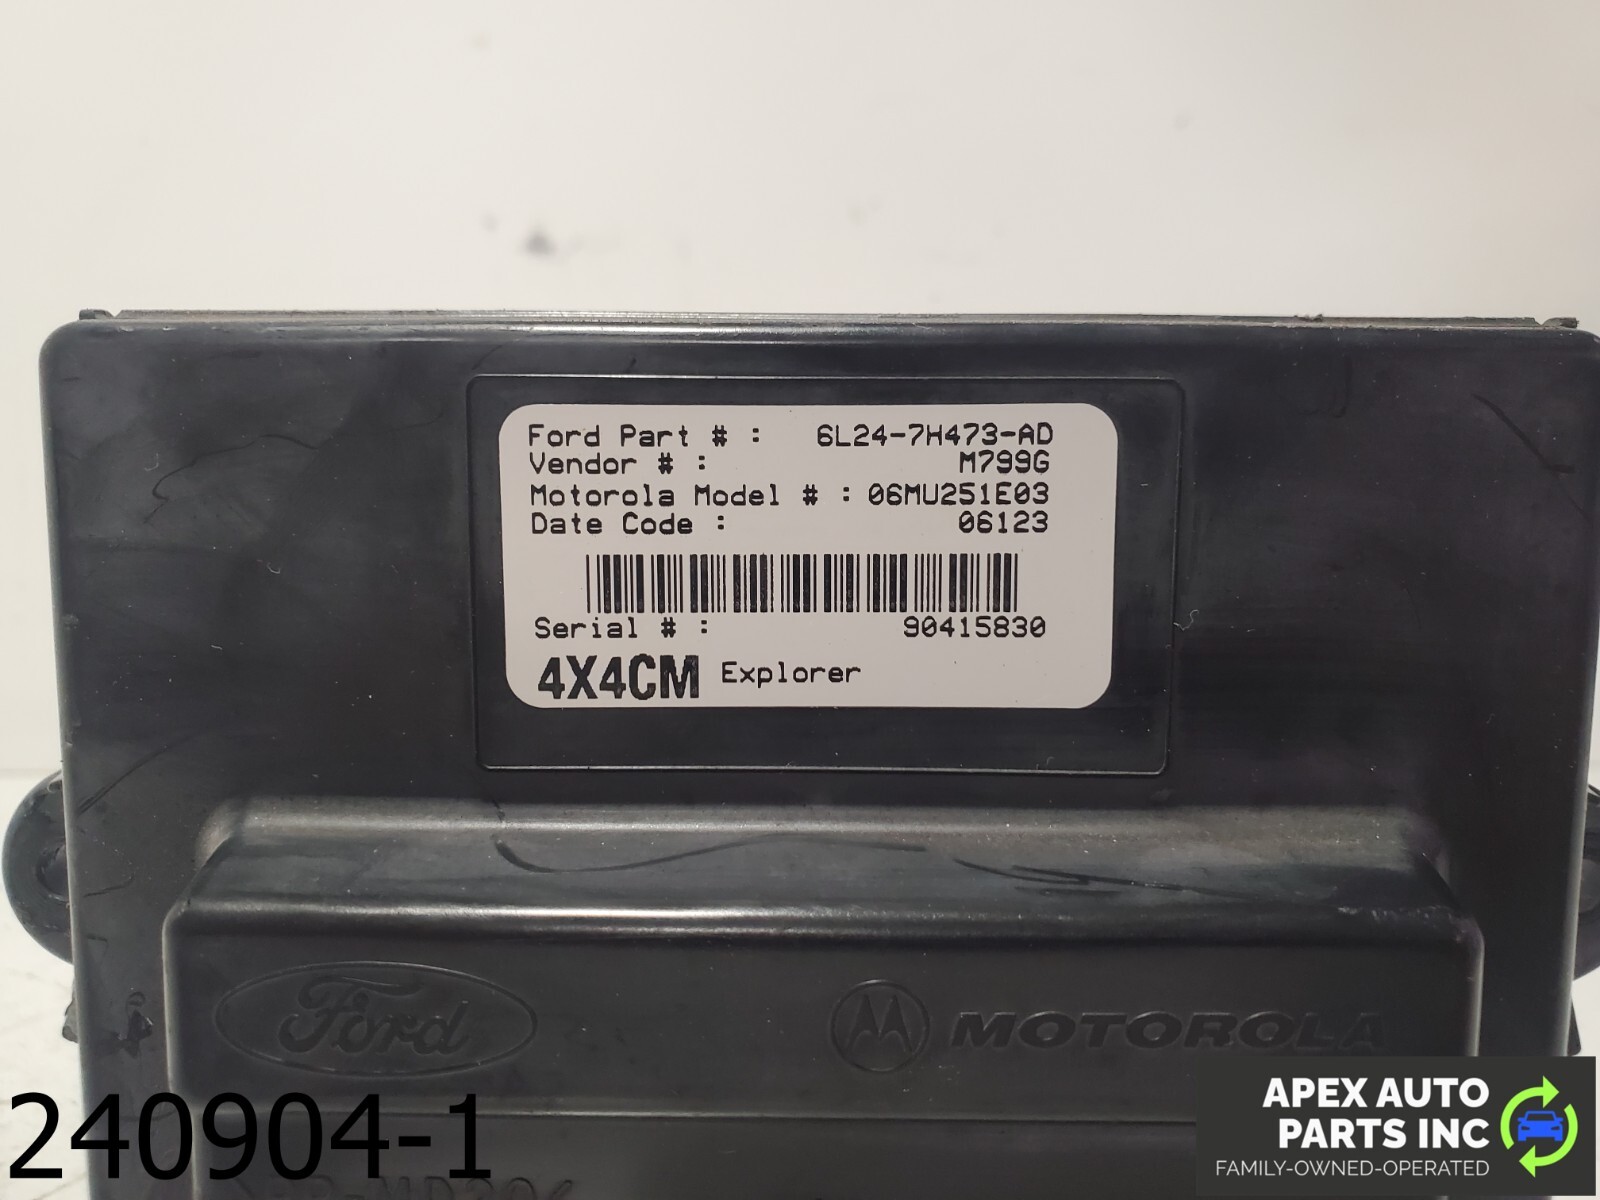 Ford Part # : 6L24-7H473-AD
Vendor # : M799G
Motorola Model # : 06MU251E03
Date Code : 06123
Serial # : 90415830
4X4CM Explorer
Ford
MOTOROLA
240904-1
APEX AUTO
PARTS INC
FAMILY-OWNED-OPERATED